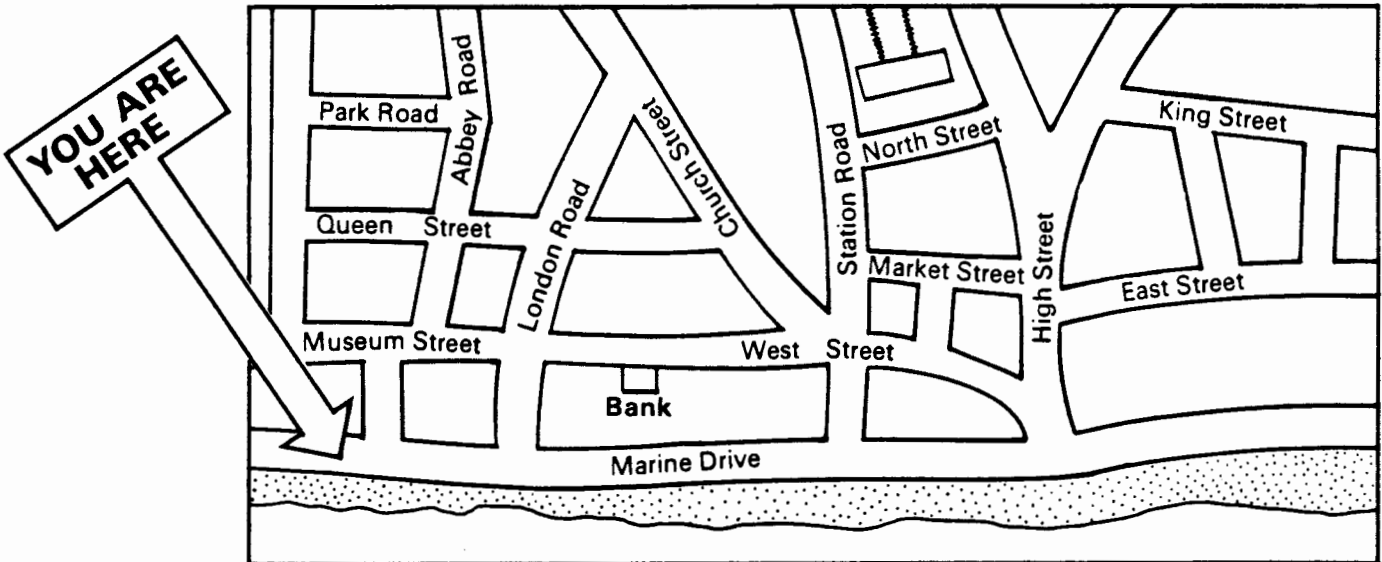 YOU ARE
HERE
Park Road
Abbey Road
Church Street
King Street
North Street
Station Road
Queen Street
London Road
Market Street
High Street
East Street
Museum Street
West Street
Bank
Marine Drive